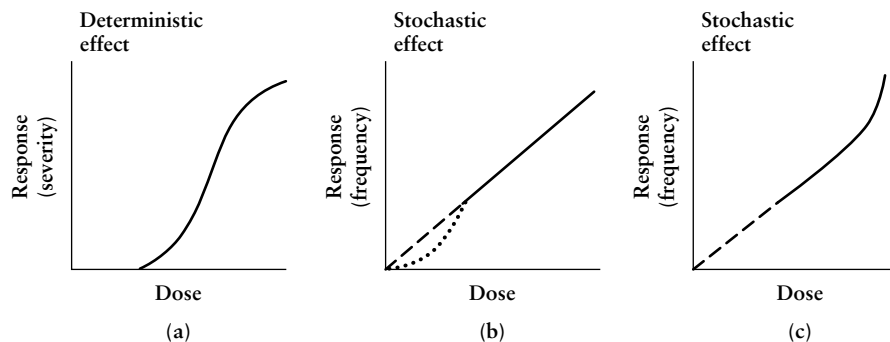 Deterministic
effect
Response
(severity)
Dose
(a)
Stochastic
effect
Response
(frequency)
Dose
(b)
Stochastic
effect
Response
(frequency)
Dose
(c)